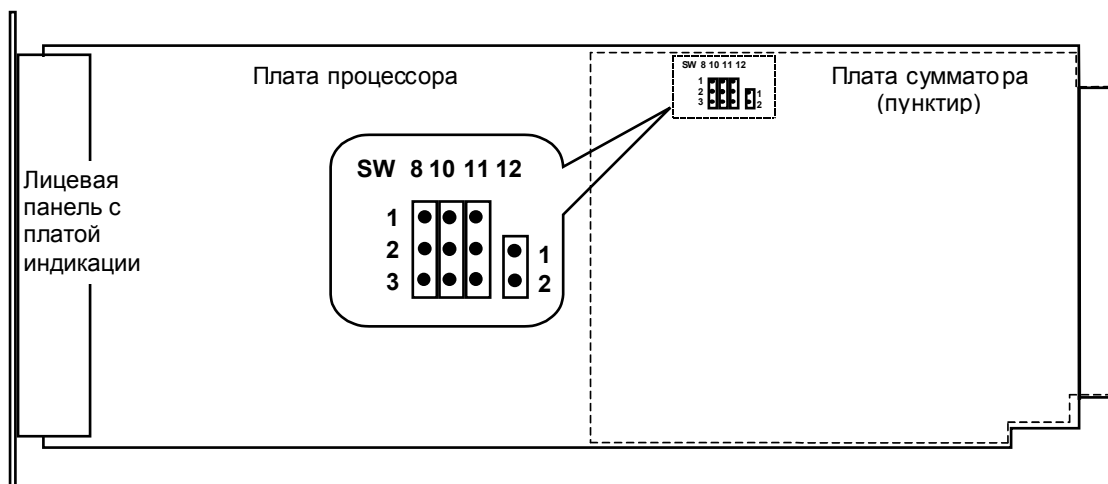 Плата процессора
SW 8 10 11 12
1
2
3
1
2
Плата сумматора
(пунктир)
Лицевая
панель с
платой
индикации
SW 8 10 11 12
1
2
3
1
2